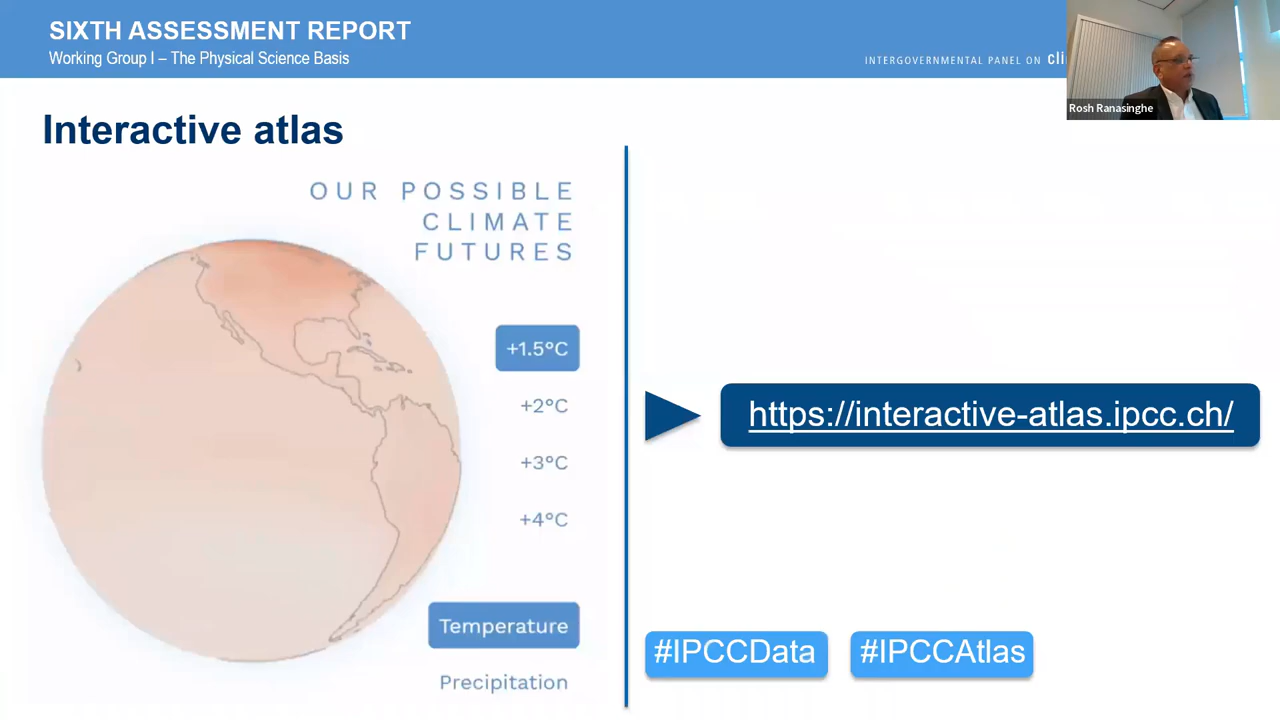 SIXTH ASSESSMENT REPORT
Working Group I – The Physical Science Basis
INTERGOVERNMENTAL PANEL ON cli
Rosh Ranasinghe
Interactive atlas
OUR POSSIBLE
CLIMATE
FUTURES
+1.5°C
+2°C
+3°C
+4°C
Temperature
Precipitation
https://interactive-atlas.ipcc.ch/
#IPCCData #IPCCAtlas